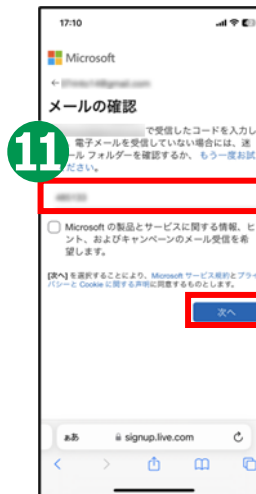 17:10
Microsoft
←
メールの確認
で受信したコードを入力し
電子メールを受信していない場合には、迷
ール フォルダーを確認するか、もう一度お試
ださい。
11
Microsoft の製品とサービスに関する情報、ヒ
ント、およびキャンペーンのメール受信を希
望します。
[次へ] を選択することにより、Microsoft サービス規約とプライ
バシーと Cookie に関する声明に同意するものとします。
次へ
ぁあ
signup.live.com